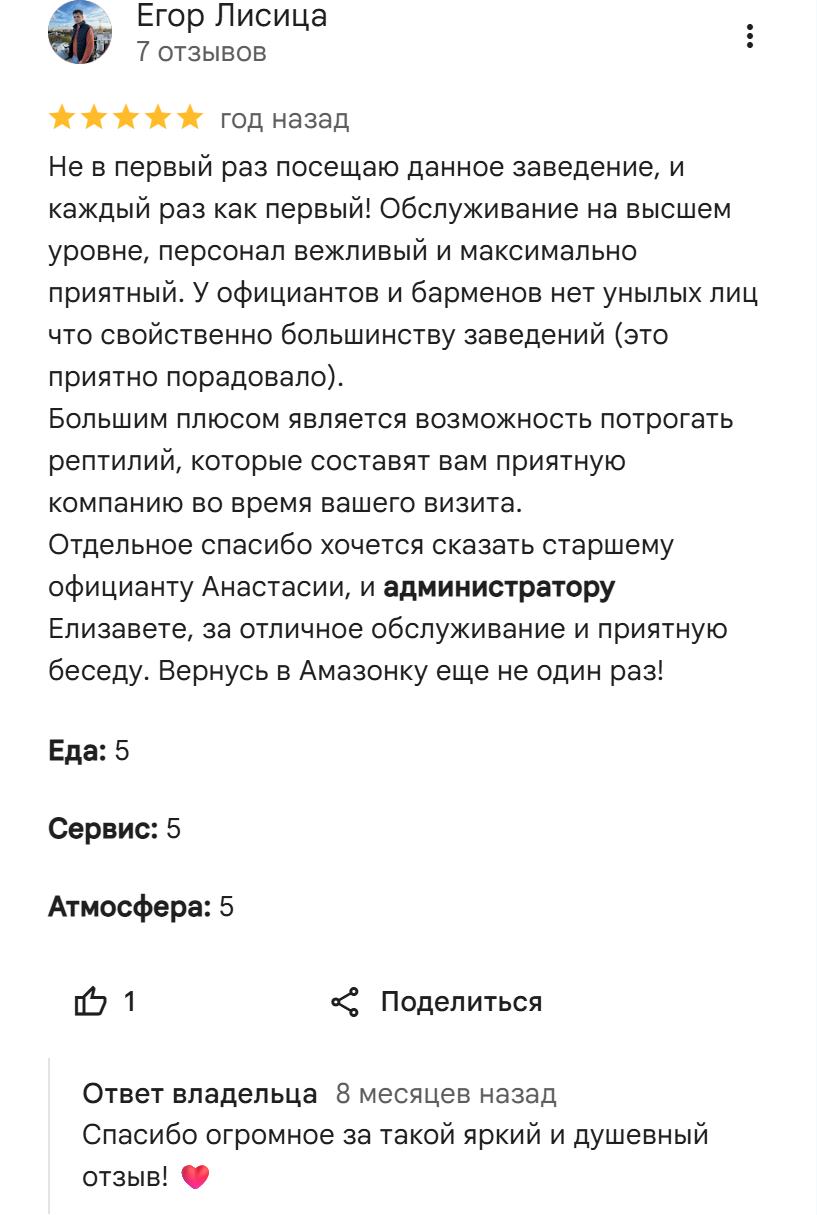 Егор Лисица
7 отзывов
год назад
Не в первый раз посещаю данное заведение, и
каждый раз как первый! Обслуживание на высшем
уровне, персонал вежливый и максимально
приятный. У официантов и барменов нет унылых лиц
что свойственно большинству заведений (это
приятно порадовало).
Большим плюсом является возможность потрогать
рептилий, которые составят вам приятную
компанию во время вашего визита.
Отдельное спасибо хочется сказать старшему
официанту Анастасии, и администратору
Елизавете, за отличное обслуживание и приятную
беседу. Вернусь в Амазонку еще не один раз!
Еда: 5
Сервис: 5
Атмосфера: 5
1 Поделиться
Ответ владельца 8 месяцев назад
Спасибо огромное за такой яркий и душевный
отзыв! ❤️